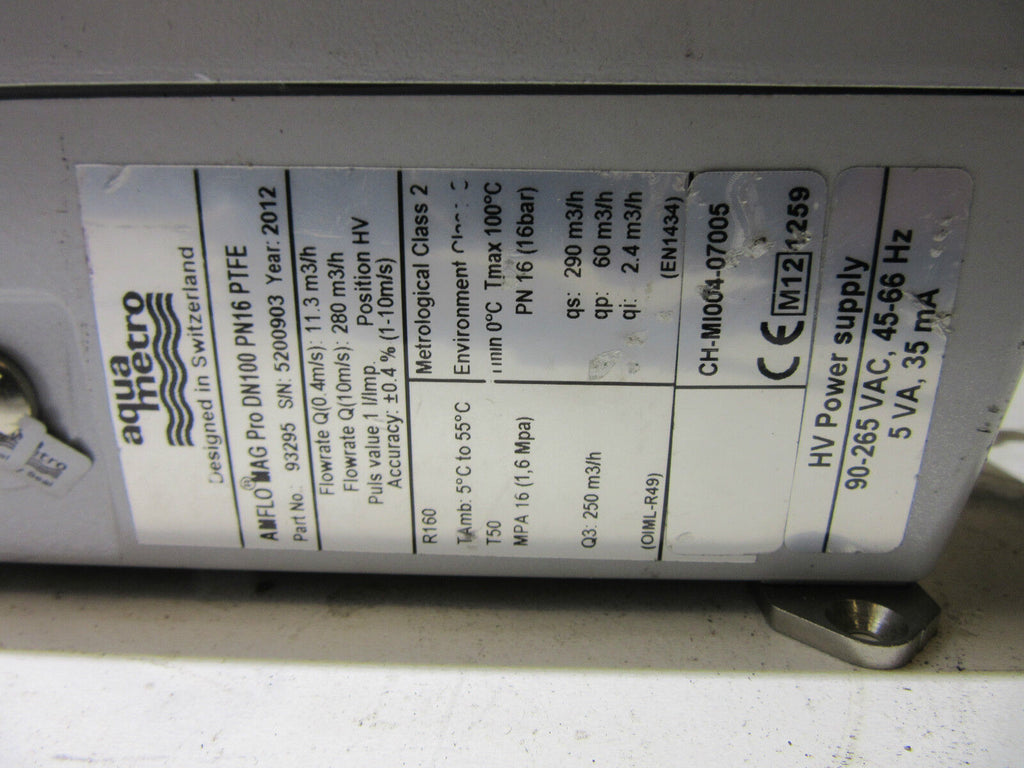 aqua
metro
Designed in Switzerland
AMFLO® MAG Pro DN100 PN16 PTFE
Part No.: 93295 S/N: 5200903 Year: 2012
Flowrate Q(0.4m/s): 11.3 m3/h
Flowrate Q(10m/s): 280 m3/h
Puls value 1 l/Imp. Position HV
Accuracy: ±0.4 % (1-10m/s)
R160
TAmb: 5°C to 55°C
T50
MPA 16 (1,6 Mpa)
Q3: 250 m3/h
(OIML-R49)
Metrological Class 2
Environment Class C
Tmin 0°C Tmax 100°C
PN 16 (16bar)
qs: 290 m3/h
qp: 60 m3/h
qi: 2.4 m3/h
(EN1434)
CH-MI004-07005
CE M12 1259
HV Power supply
90-265 VAC, 45-66 Hz
5 VA, 35 mA